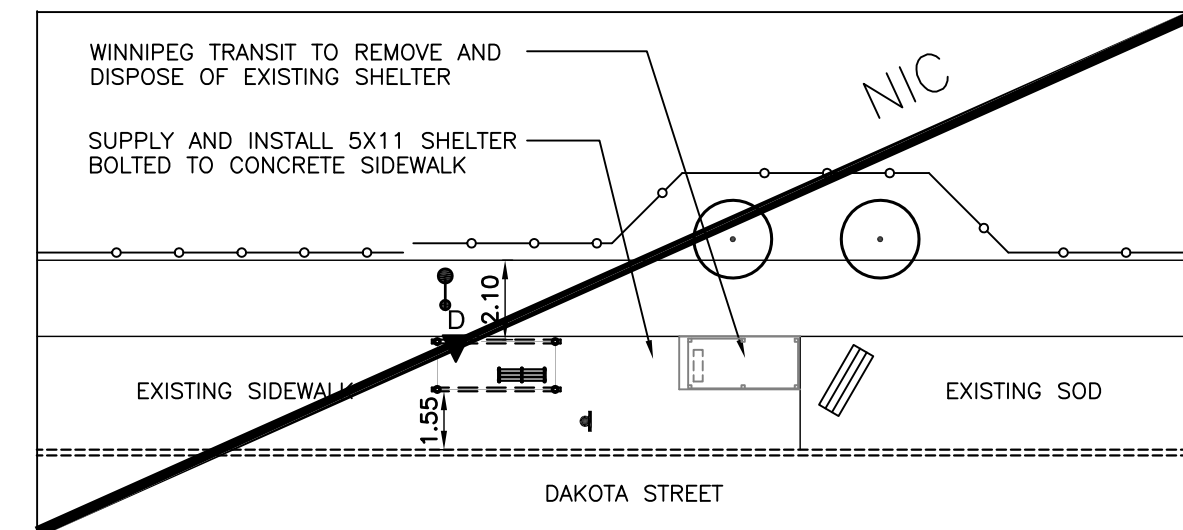 WINNIPEG TRANSIT TO REMOVE AND
DISPOSE OF EXISTING SHELTER
NIC
SUPPLY AND INSTALL 5X11 SHELTER
BOLTED TO CONCRETE SIDEWALK
2.10
D
EXISTING SIDEWALK
EXISTING SOD
1.55
DAKOTA STREET